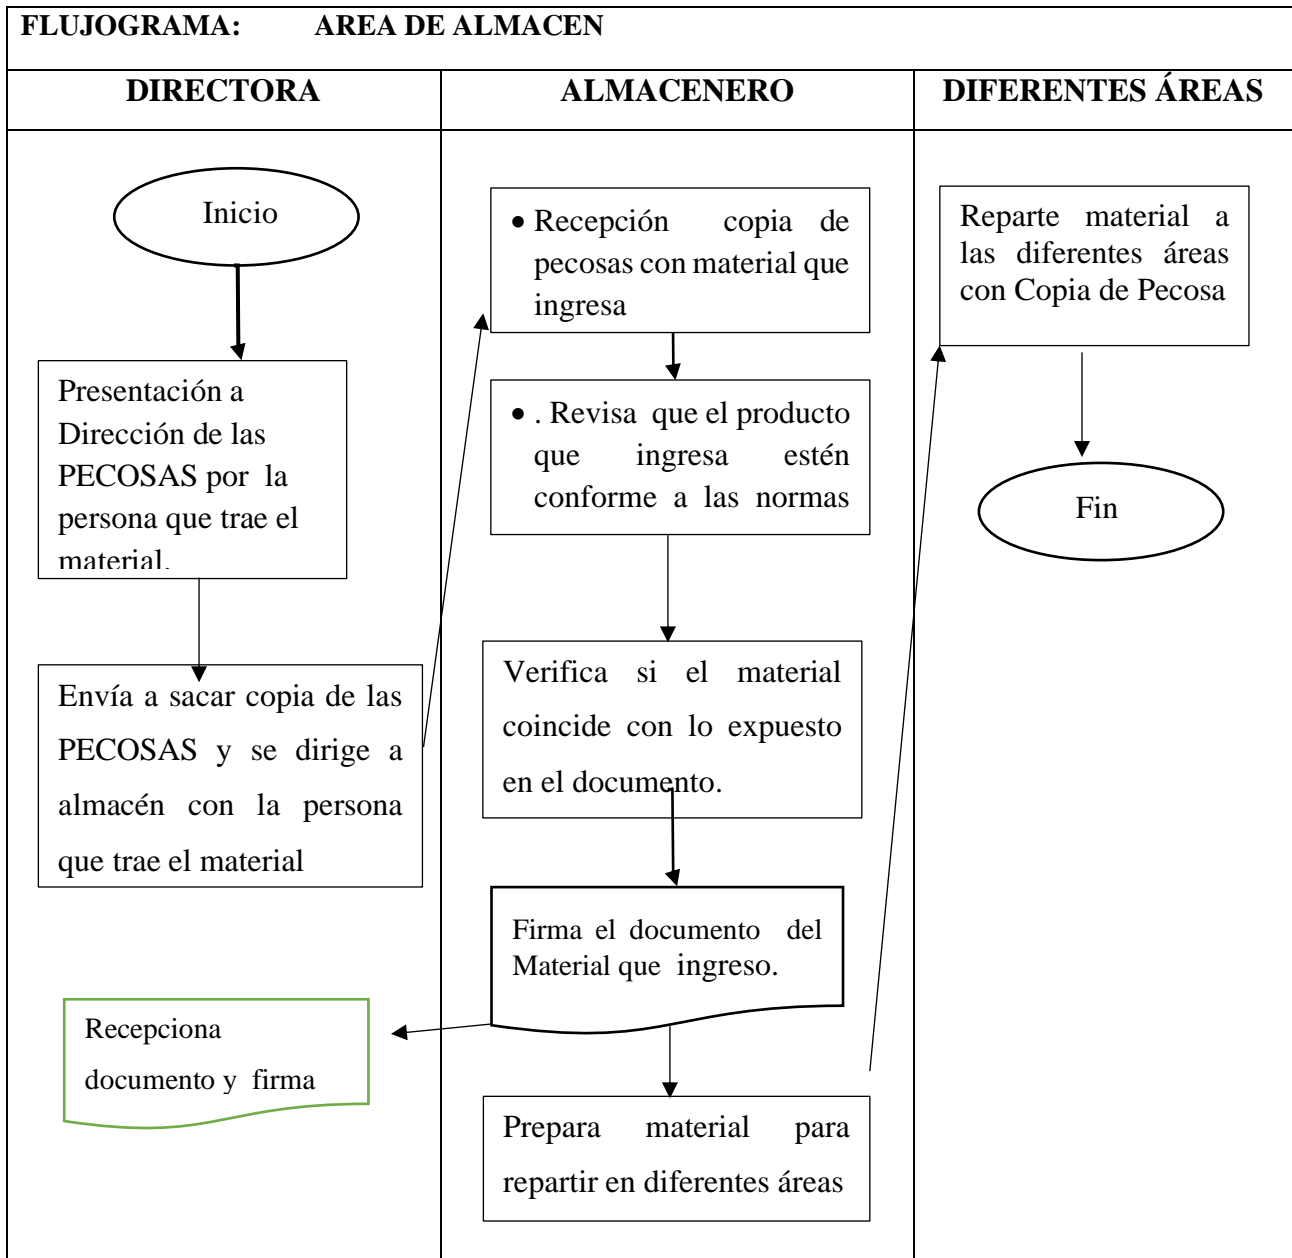 FLUJOGRAMA: AREA DE ALMACEN
DIRECTORA
ALMACENERO
DIFERENTES ÁREAS
Inicio
Presentación a
Dirección de las
PECOSAS por la
persona que trae el
material.
Envía a sacar copia de las
PECOSAS y se dirige a
almacén con la persona
que trae el material
Recepciona
documento y firma
• Recepción copia de
pecosas con material que
ingresa
• . Revisa que el producto
que ingresa estén
conforme a las normas
Verifica si el material
coincide con lo expuesto
en el documento.
Firma el documento del
Material que ingreso.
Prepara material para
repartir en diferentes áreas
Reparte material a
las diferentes áreas
con Copia de Pecosa
Fin